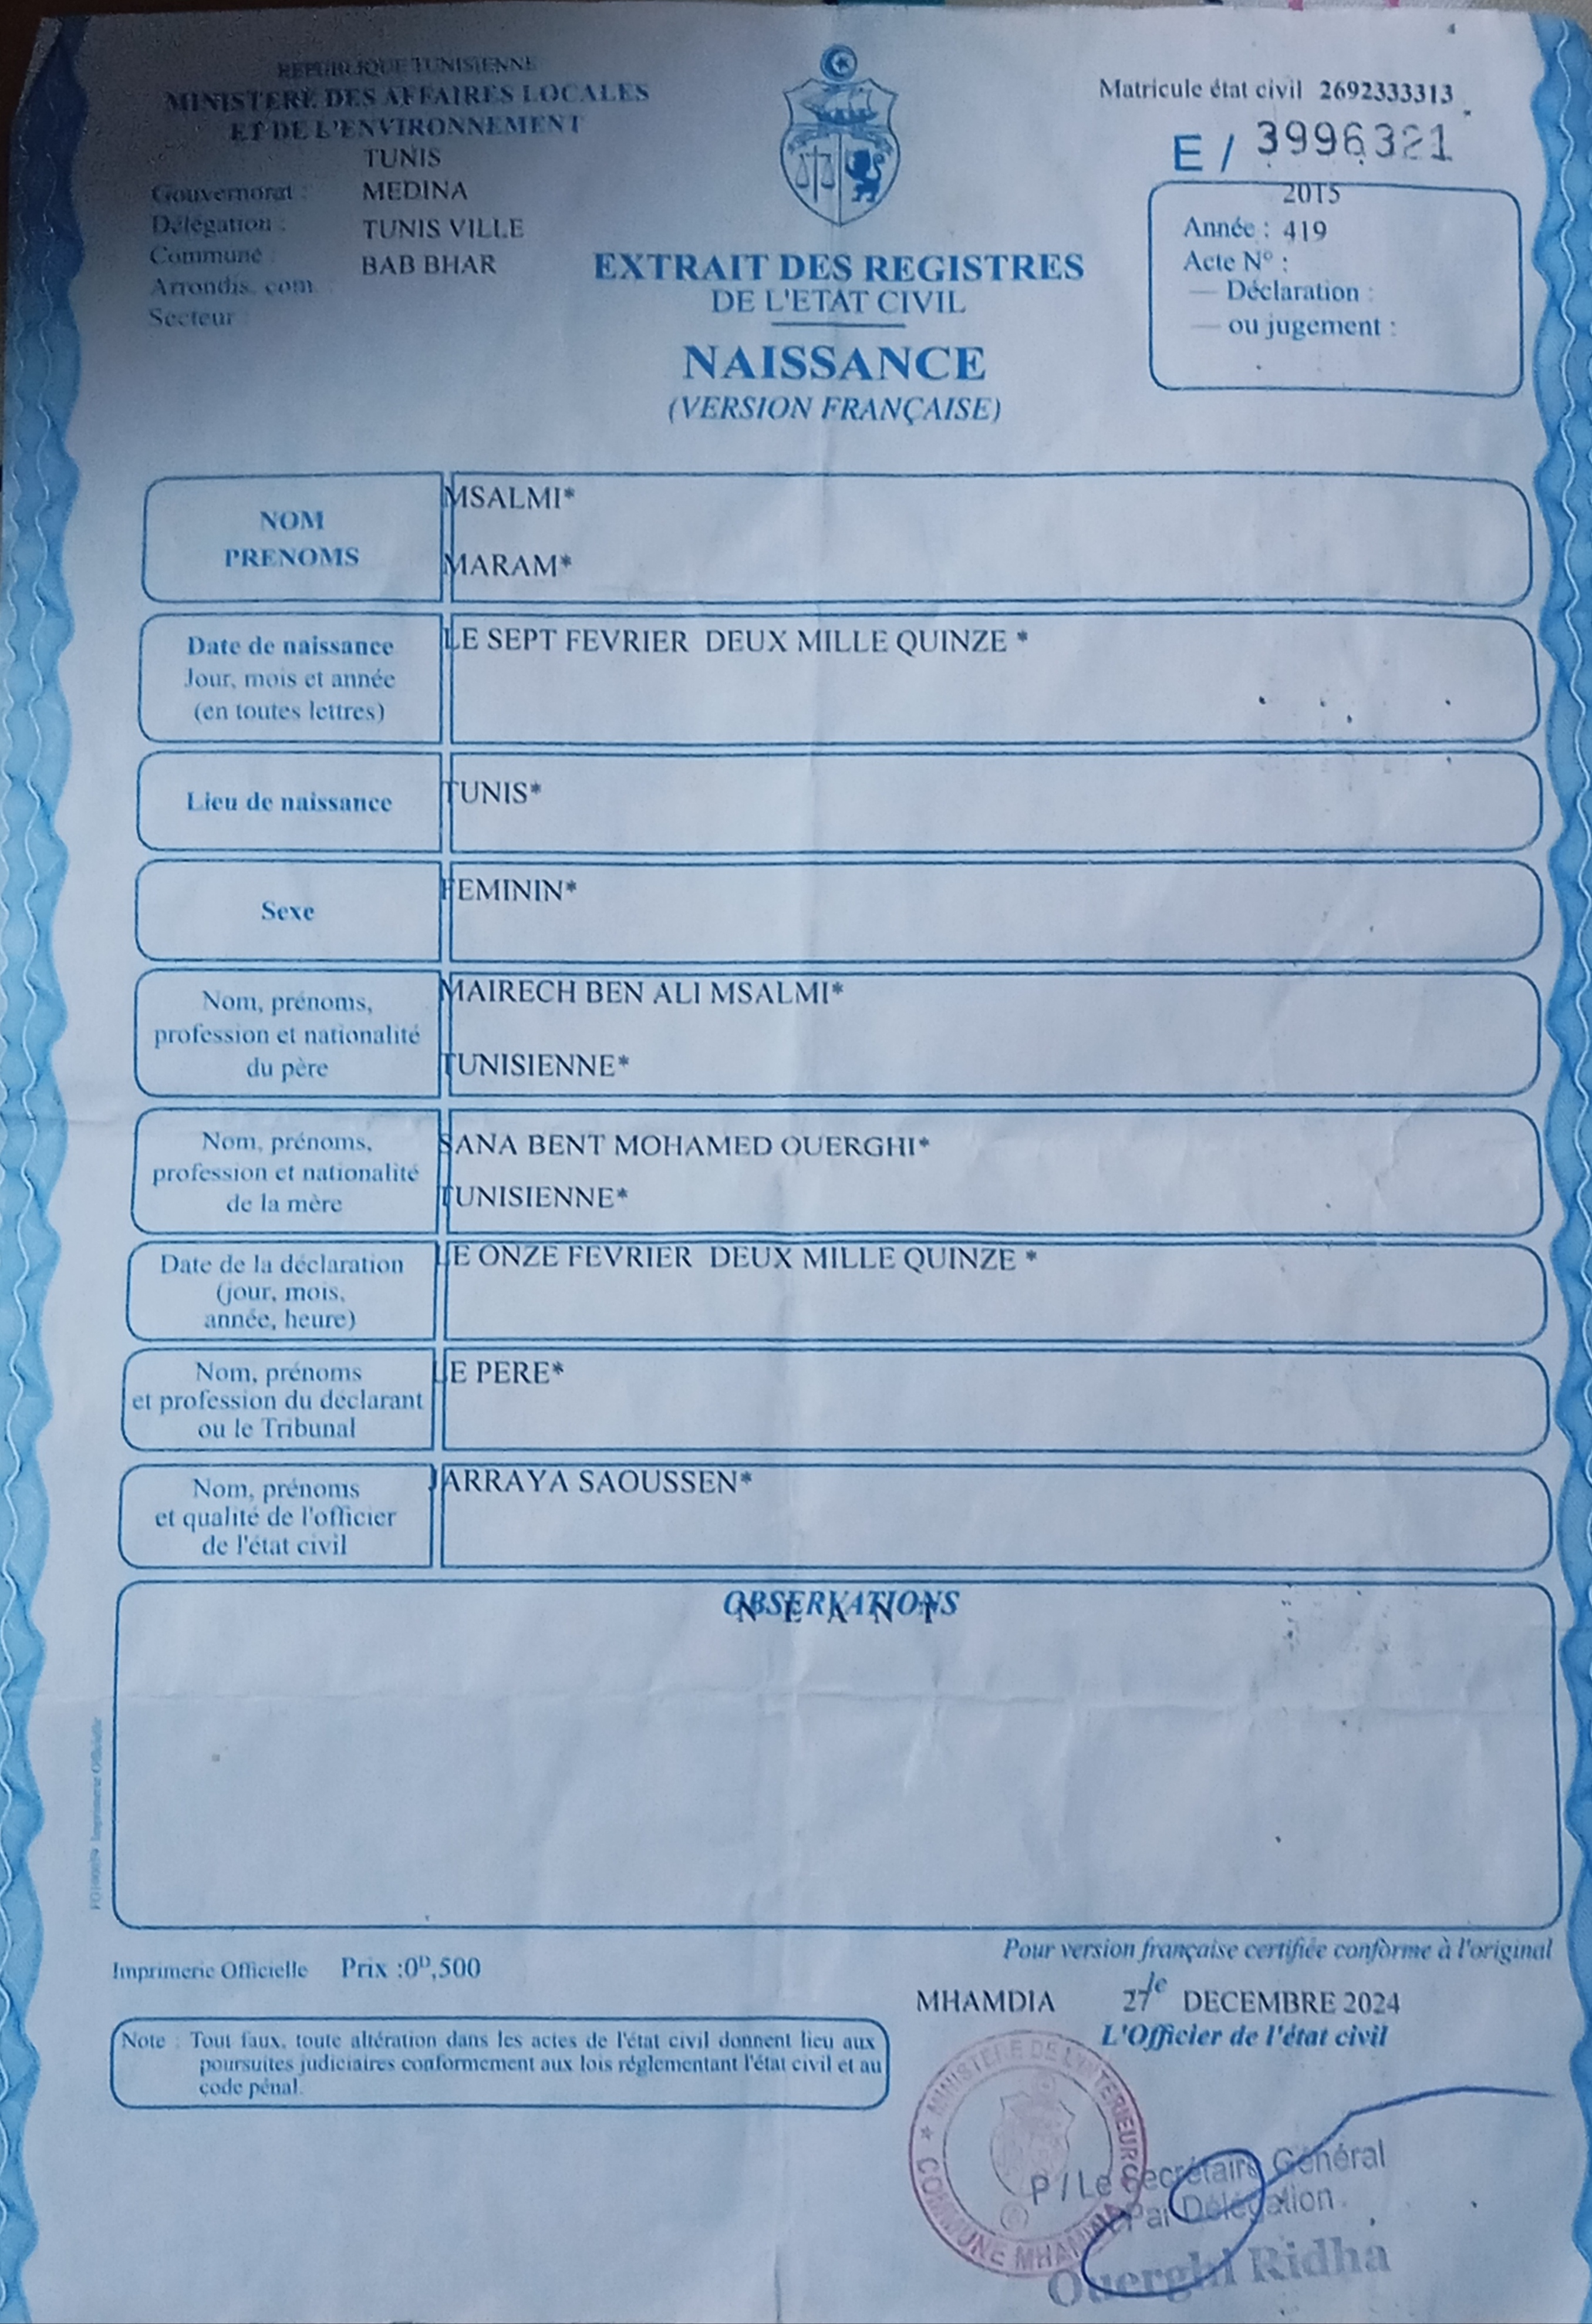 REPUBLIQUE TUNISIENNE
MINISTERE DES AFFAIRES LOCALES
ET DE L'ENVIRONNEMENT
TUNIS
Gouvernorat : MEDINA
Délégation : TUNIS VILLE
Commune : BAB BHAR
Arrondis. com. :
Secteur :
Matricule état civil 2692333313
E / 3996321
2015
Année : 419
Acte N° :
— Déclaration :
— ou jugement :
EXTRAIT DES REGISTRES
DE L'ETAT CIVIL
NAISSANCE
(VERSION FRANÇAISE)
NOM MSALMI*
PRENOMS MARAM*
Date de naissance LE SEPT FEVRIER DEUX MILLE QUINZE *
Jour, mois et année
(en toutes lettres)
Lieu de naissance TUNIS*
Sexe FEMININ*
Nom, prénoms, MAIRECH BEN ALI MSALMI*
profession et nationalité
du père TUNISIENNE*
Nom, prénoms, SANA BENT MOHAMED OUERGHI*
profession et nationalité
de la mère TUNISIENNE*
Date de la déclaration LE ONZE FEVRIER DEUX MILLE QUINZE *
(jour, mois,
année, heure)
Nom, prénoms LE PERE*
et profession du déclarant
ou le Tribunal
Nom, prénoms JARRAYA SAOUSSEN*
et qualité de l'officier
de l'état civil
OBSERVATIONS
N E A N T
Imprimerie Officielle
Imprimerie Officielle Prix :0ᴰ,500
Pour version française certifiée conforme à l'original
MHAMDIA le 27 DECEMBRE 2024
L'Officier de l'état civil
Note : Tout faux, toute altération dans les actes de l'état civil donnent lieu aux
poursuites judiciaires conformement aux lois réglementant l'état civil et au
code pénal.
* MINISTERE DE L'INTERIEUR *
COMMUNE MHAMDIA
P / Le Secrétaire Général
Par Délégation
Ouerghi Ridha